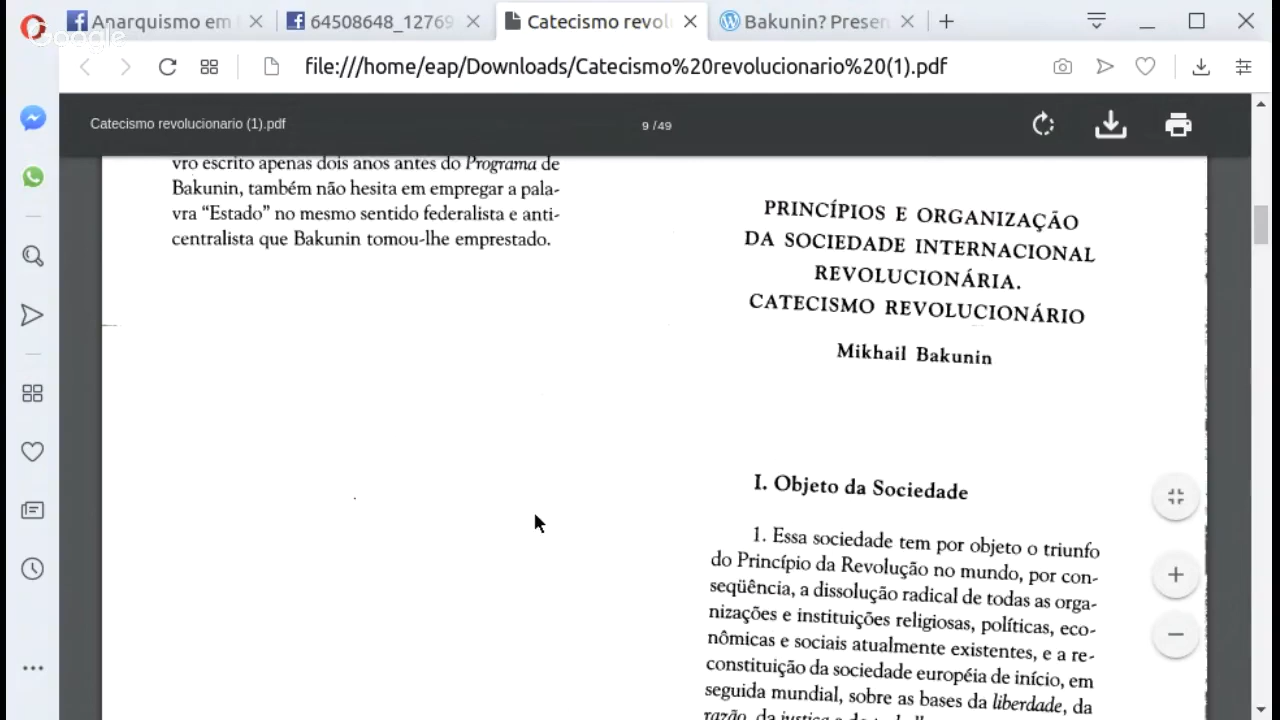 Anarquismo em
64508648_12769
Catecismo revol
Bakunin? Presen
Google
file:///home/eap/Downloads/Catecismo%20revolucionario%20(1).pdf
Catecismo revolucionario (1).pdf
9 / 49
vro escrito apenas dois anos antes do Programa de
Bakunin, também não hesita em empregar a pala-
vra “Estado” no mesmo sentido federalista e anti-
centralista que Bakunin tomou-lhe emprestado.
PRINCÍPIOS E ORGANIZAÇÃO
DA SOCIEDADE INTERNACIONAL
REVOLUCIONÁRIA.
CATECISMO REVOLUCIONÁRIO
Mikhail Bakunin
I. Objeto da Sociedade
1. Essa sociedade tem por objeto o triunfo
do Princípio da Revolução no mundo, por con-
seqüência, a dissolução radical de todas as orga-
nizações e instituições religiosas, políticas, eco-
nômicas e sociais atualmente existentes, e a re-
constituição da sociedade européia de início, em
seguida mundial, sobre as bases da liberdade, da
razão, da justiça